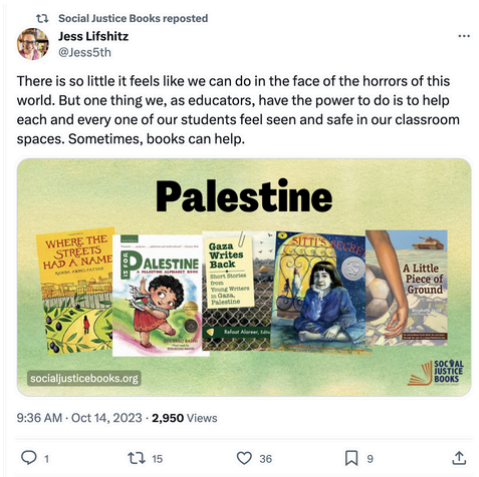 Social Justice Books reposted
Jess Lifshitz
@Jess5th
There is so little it feels like we can do in the face of the horrors of this
world. But one thing we, as educators, have the power to do is to help
each and every one of our students feel seen and safe in our classroom
spaces. Sometimes, books can help.
Palestine
WHERE THE
STREETS
HAD A NAME
P IS FOR
PALESTINE
A PALESTINE ALPHABET BOOK
Gaza
Writes
Back
Short Stories
from
Young Writers
in Gaza,
Palestine
Refaat Alareer,
SITTI'S SECRE
A Little
Piece of
Ground
socialjusticebooks.org
SOCIAL
JUSTICE
BOOKS
9:36 AM · Oct 14, 2023 · 2,950 Views
1
15
36
9